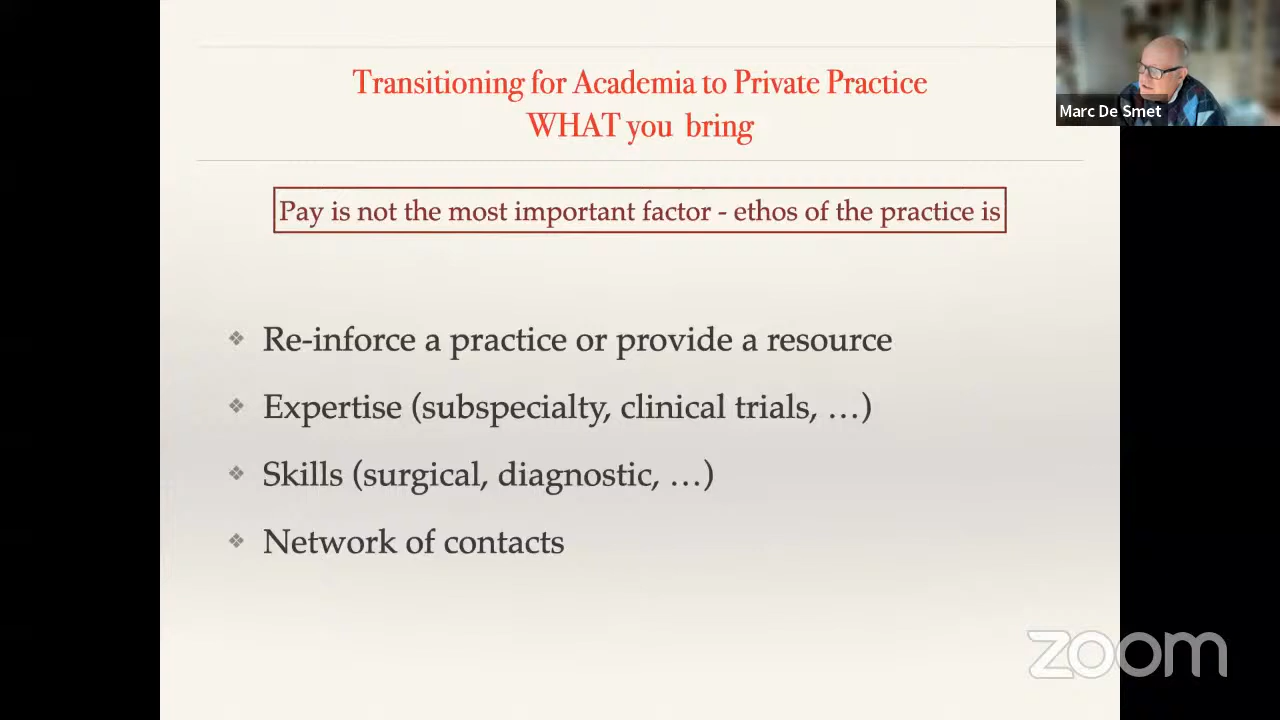 Transitioning for Academia to Private Practice
WHAT you bring
Marc De Smet
Pay is not the most important factor - ethos of the practice is
❖ Re-inforce a practice or provide a resource
❖ Expertise (subspecialty, clinical trials, …)
❖ Skills (surgical, diagnostic, …)
❖ Network of contacts
zoom